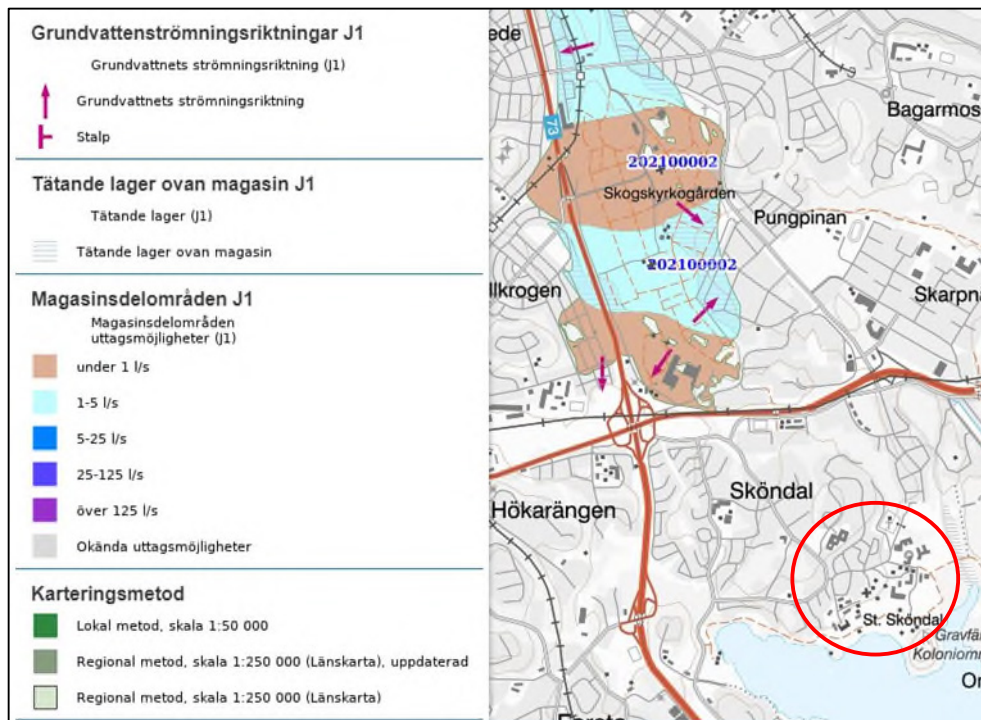 Grundvattenströmningsriktningar J1
Grundvattnets strömningsriktning (J1)
Grundvattnets strömningsriktning
Stalp
Tätande lager ovan magasin J1
Tätande lager (J1)
Tätande lager ovan magasin
Magasinsdelområden J1
Magasinsdelområden
uttagsmöjligheter (J1)
under 1 l/s
1-5 l/s
5-25 l/s
25-125 l/s
över 125 l/s
Okända uttagsmöjligheter
Karteringsmetod
Lokal metod, skala 1:50 000
Regional metod, skala 1:250 000 (Länskarta), uppdaterad
Regional metod, skala 1:250 000 (Länskarta)
ede
73
Bagarmos
202100002
Skogskyrkogården
Pungpinan
202100002
llkrogen
Skarpnä
Sköndal
Hökarängen
St. Sköndal
Gravfäl
Koloniomr
Or